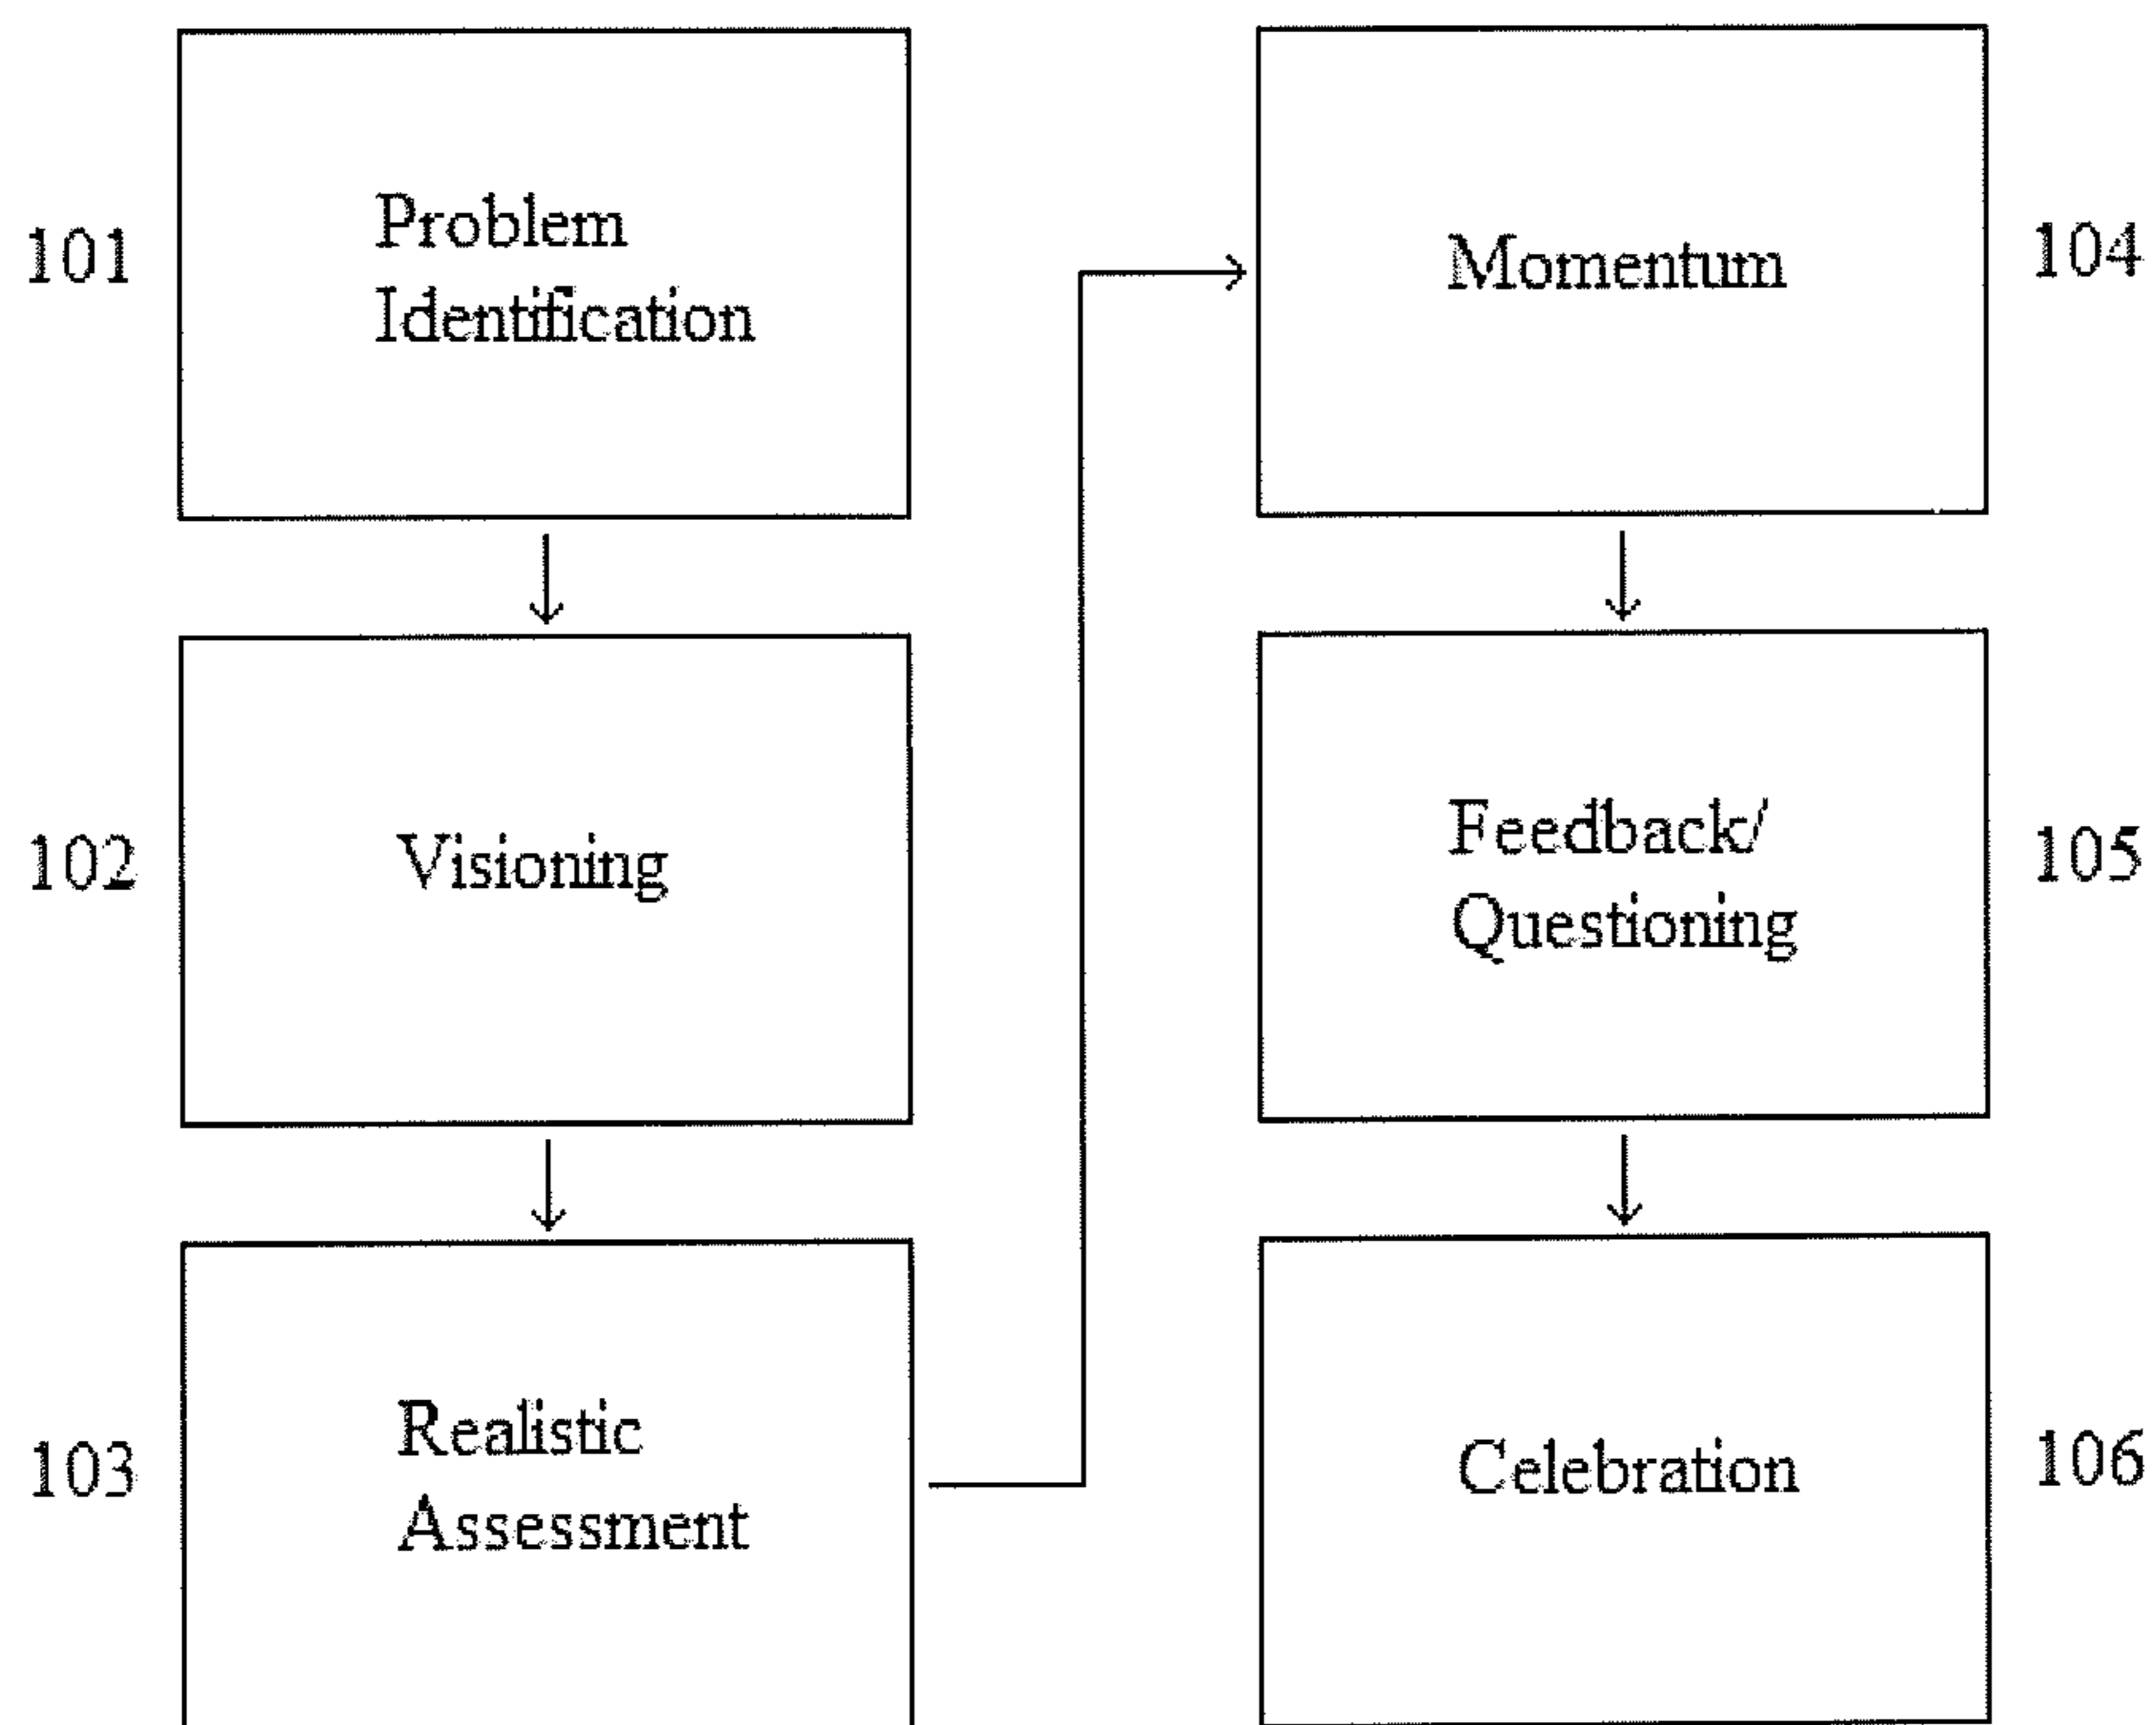 101
Problem
Identification
102
Visioning
103
Realistic
Assessment
Momentum
104
Feedback/
Questioning
105
Celebration
106